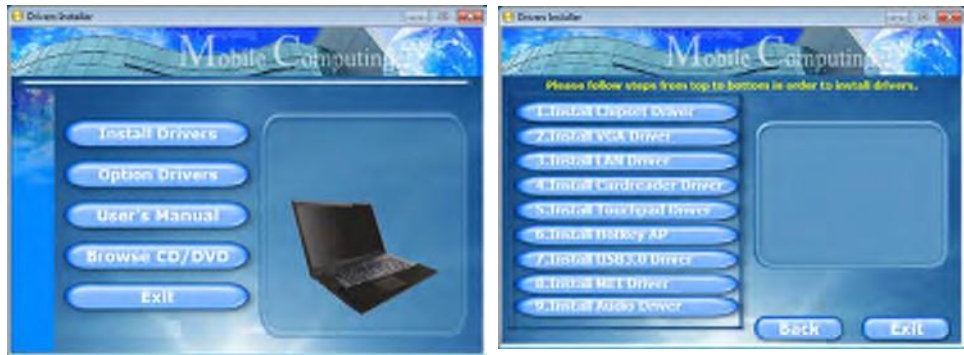 Drivers Installer
Mobile Computing
Install Drivers
Option Drivers
User's Manual
Browse CD/DVD
Exit
Drivers Installer
Mobile Computing
Please follow steps from top to bottom in order to install drivers.
1.Install Chipset Driver
2.Install VGA Driver
3.Install LAN Driver
4.Install Cardreader Driver
5.Install Touchpad Driver
6.Install Hotkey AP
7.Install USB3.0 Driver
8.Install MEI Driver
9.Install Audio Driver
Back
Exit